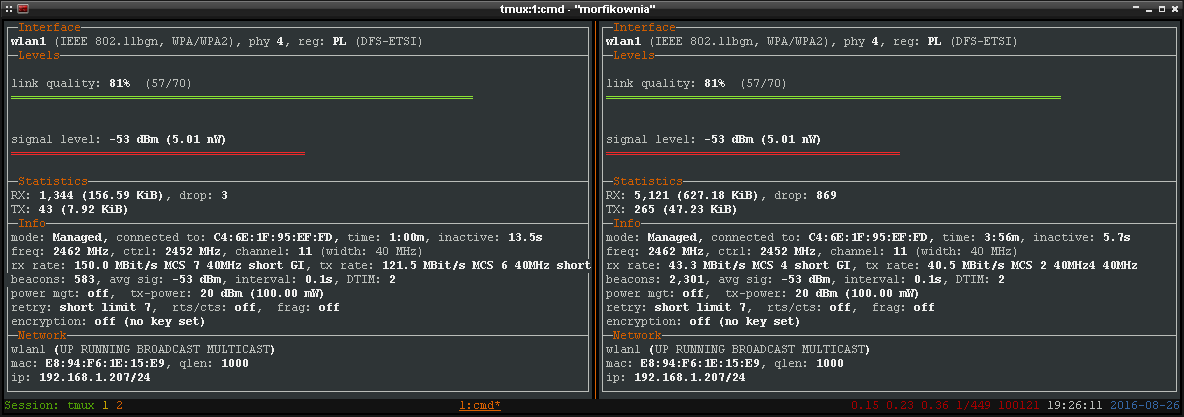 tmux:1:cmd - "morfikownia"
Interface
wlan1 (IEEE 802.11bgn, WPA/WPA2), phy 4, reg: PL (DFS-ETSI)
Levels
link quality: 81% (57/70)
signal level: -53 dBm (5.01 nW)
Statistics
RX: 1,344 (156.59 KiB), drop: 3
TX: 43 (7.92 KiB)
Info
mode: Managed, connected to: C4:6E:1F:95:EF:FD, time: 1:00m, inactive: 13.5s
freq: 2462 MHz, ctrl: 2452 MHz, channel: 11 (width: 40 MHz)
rx rate: 150.0 MBit/s MCS 7 40MHz short GI, tx rate: 121.5 MBit/s MCS 6 40MHz short
beacons: 583, avg sig: -53 dBm, interval: 0.1s, DTIM: 2
power mgt: off, tx-power: 20 dBm (100.00 mW)
retry: short limit 7, rts/cts: off, frag: off
encryption: off (no key set)
Network
wlan1 (UP RUNNING BROADCAST MULTICAST)
mac: E8:94:F6:1E:15:E9, qlen: 1000
ip: 192.168.1.207/24
Interface
wlan1 (IEEE 802.11bgn, WPA/WPA2), phy 4, reg: PL (DFS-ETSI)
Levels
link quality: 81% (57/70)
signal level: -53 dBm (5.01 nW)
Statistics
RX: 5,121 (627.18 KiB), drop: 869
TX: 265 (47.23 KiB)
Info
mode: Managed, connected to: C4:6E:1F:95:EF:FD, time: 3:56m, inactive: 5.7s
freq: 2462 MHz, ctrl: 2452 MHz, channel: 11 (width: 40 MHz)
rx rate: 43.3 MBit/s MCS 4 short GI, tx rate: 40.5 MBit/s MCS 2 40MHz4 40MHz
beacons: 2,301, avg sig: -53 dBm, interval: 0.1s, DTIM: 2
power mgt: off, tx-power: 20 dBm (100.00 mW)
retry: short limit 7, rts/cts: off, frag: off
encryption: off (no key set)
Network
wlan1 (UP RUNNING BROADCAST MULTICAST)
mac: E8:94:F6:1E:15:E9, qlen: 1000
ip: 192.168.1.207/24
Session: tmux 1 2 1:cmd* 0.15 0.23 0.36 1/449 100121 19:26:11 2016-08-26